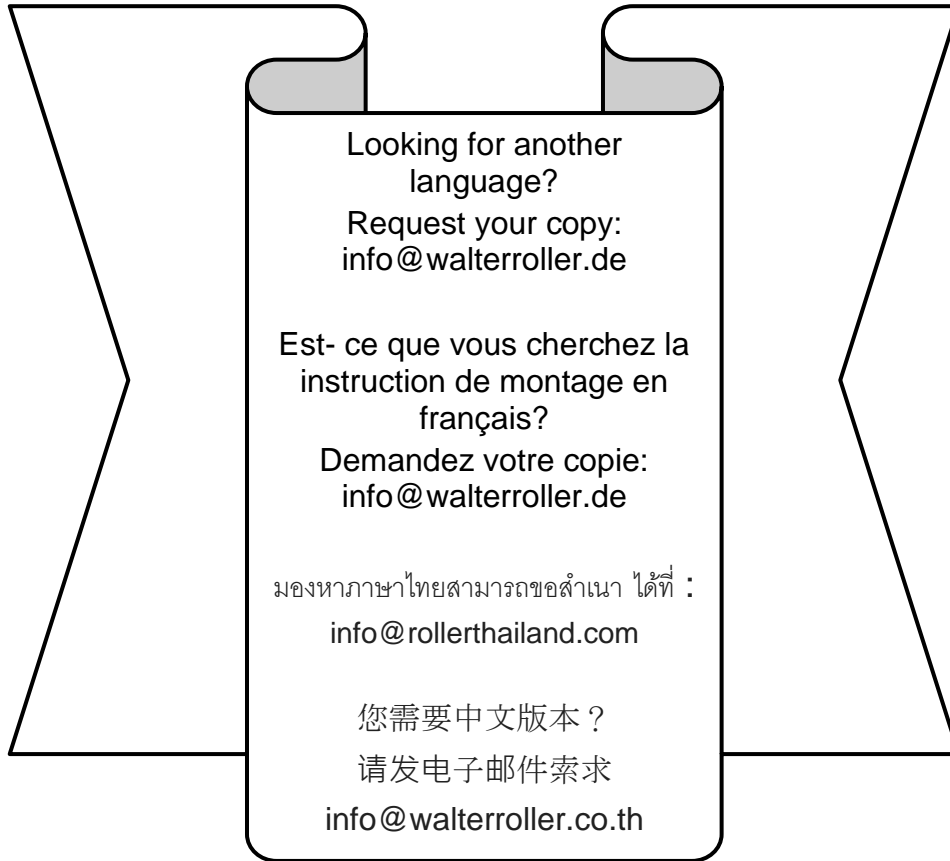 Looking for another
language?
Request your copy:
info@walterroller.de
Est- ce que vous cherchez la
instruction de montage en
français?
Demandez votre copie:
info@walterroller.de
มองหาภาษาไทยสามารถขอสำเนา ได้ที่ :
info@rollerthailand.com
您需要中文版本？
请发电子邮件索求
info@walterroller.co.th